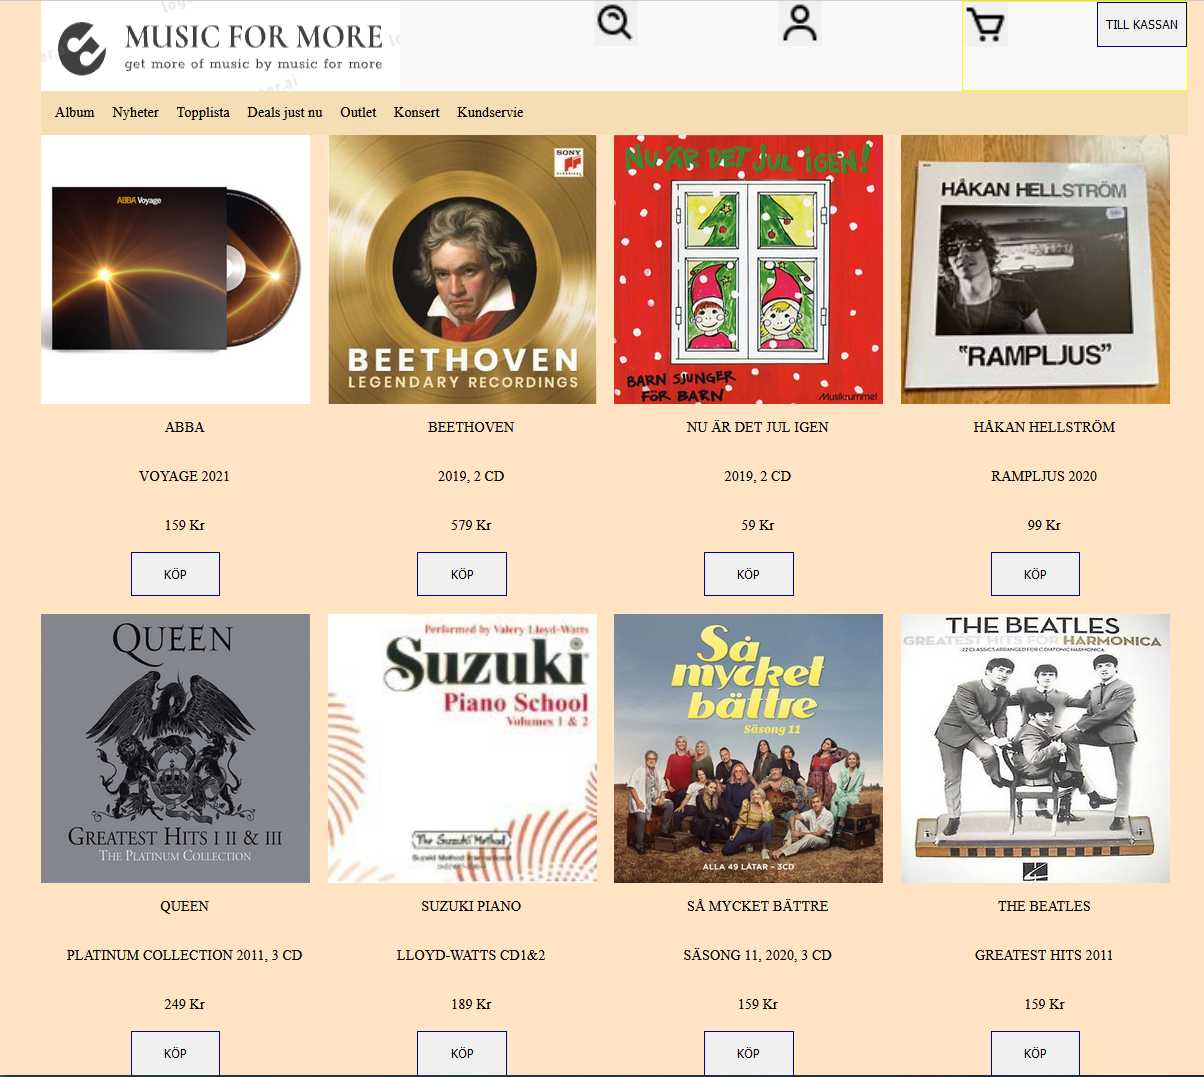 MUSIC FOR MORE
get more of music by music for more
TILL KASSAN
Album Nyheter Topplista Deals just nu Outlet Konsert Kundservie
ABBA Voyage
SONY
CLASSICAL
BEETHOVEN
LEGENDARY RECORDINGS
NU ÄR DET JUL IGEN!
BARN SJUNGER
FÖR BARN
Musikrummet
HÅKAN HELLSTRÖM
"RAMPLJUS"
ABBA
VOYAGE 2021
159 Kr
KÖP
BEETHOVEN
2019, 2 CD
579 Kr
KÖP
NU ÄR DET JUL IGEN
2019, 2 CD
59 Kr
KÖP
HÅKAN HELLSTRÖM
RAMPLJUS 2020
99 Kr
KÖP
QUEEN
GREATEST HITS I II & III
THE PLATINUM COLLECTION
Performed by Valery Lloyd-Watts
Suzuki
Piano School
Volumes 1 & 2
The Suzuki Method
Suzuki Method International
Så
mycket
bättre
Säsong 11
ALLA 49 LÅTAR – 3CD
THE BEATLES
GREATEST HITS FOR HARMONICA
22 CLASSICS ARRANGED FOR DIATONIC HARMONICA
QUEEN
PLATINUM COLLECTION 2011, 3 CD
249 Kr
KÖP
SUZUKI PIANO
LLOYD-WATTS CD1&2
189 Kr
KÖP
SÅ MYCKET BÄTTRE
SÄSONG 11, 2020, 3 CD
159 Kr
KÖP
THE BEATLES
GREATEST HITS 2011
159 Kr
KÖP